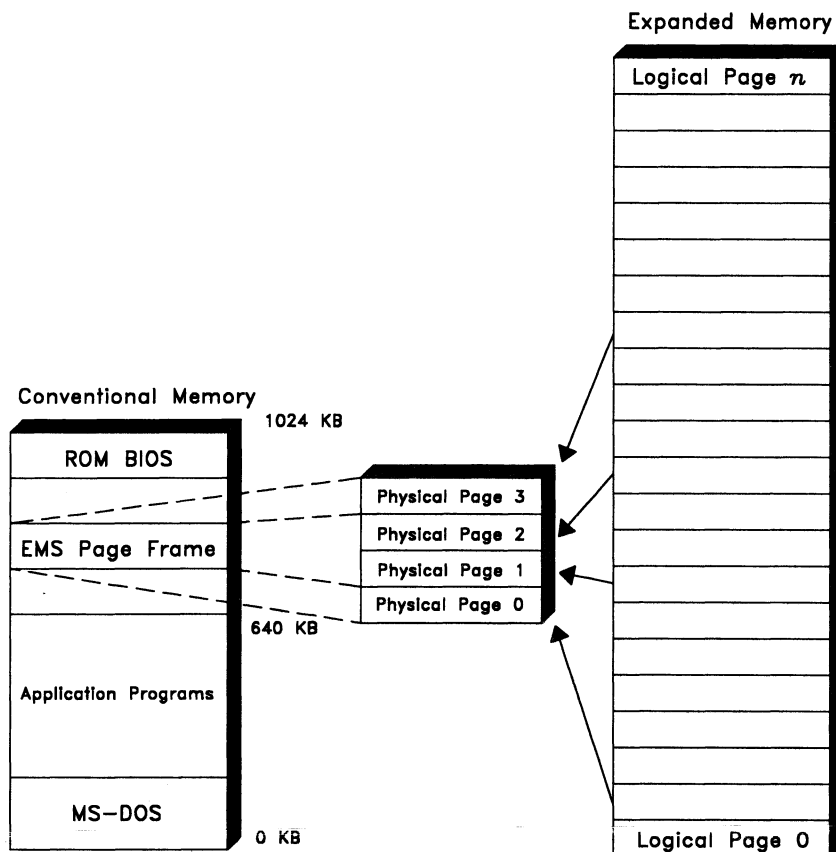 Expanded Memory
Logical Page n
Conventional Memory
1024 KB
ROM BIOS
EMS Page Frame
640 KB
Application Programs
MS-DOS
0 KB
Physical Page 3
Physical Page 2
Physical Page 1
Physical Page 0
Logical Page 0